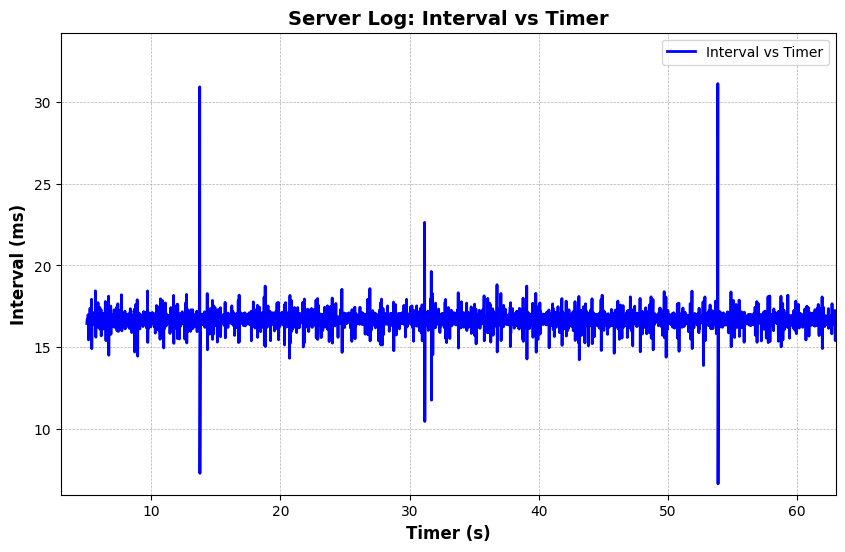 Server Log: Interval vs Timer
Interval vs Timer
30
25
20
15
10
Interval (ms)
10 20 30 40 50 60
Timer (s)